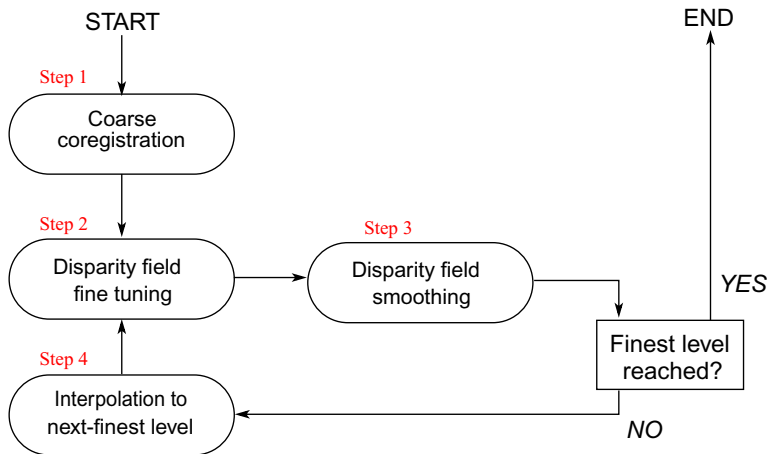 START
END
Step 1
Coarse
coregistration
Step 2
Disparity field
fine tuning
Step 3
Disparity field
smoothing
YES
Finest level
reached?
NO
Step 4
Interpolation to
next-finest level